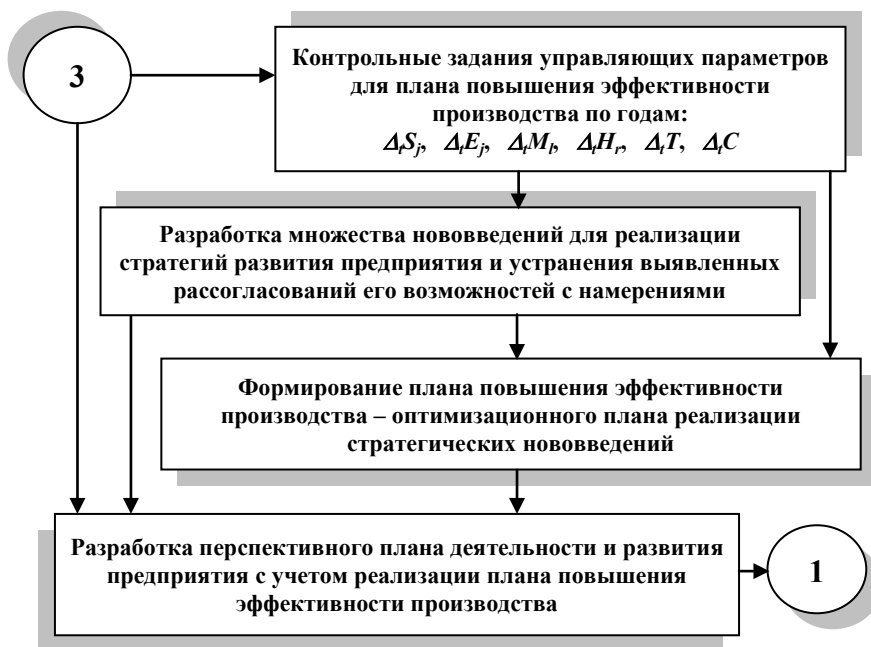 3
Контрольные задания управляющих параметров
для плана повышения эффективности
производства по годам:
ΔₜSⱼ, ΔₜEⱼ, ΔₜMₗ, ΔₜHᵣ, ΔₜT, ΔₜC
Разработка множества нововведений для реализации
стратегий развития предприятия и устранения выявленных
рассогласований его возможностей с намерениями
Формирование плана повышения эффективности
производства – оптимизационного плана реализации
стратегических нововведений
Разработка перспективного плана деятельности и развития
предприятия с учетом реализации плана повышения
эффективности производства
1